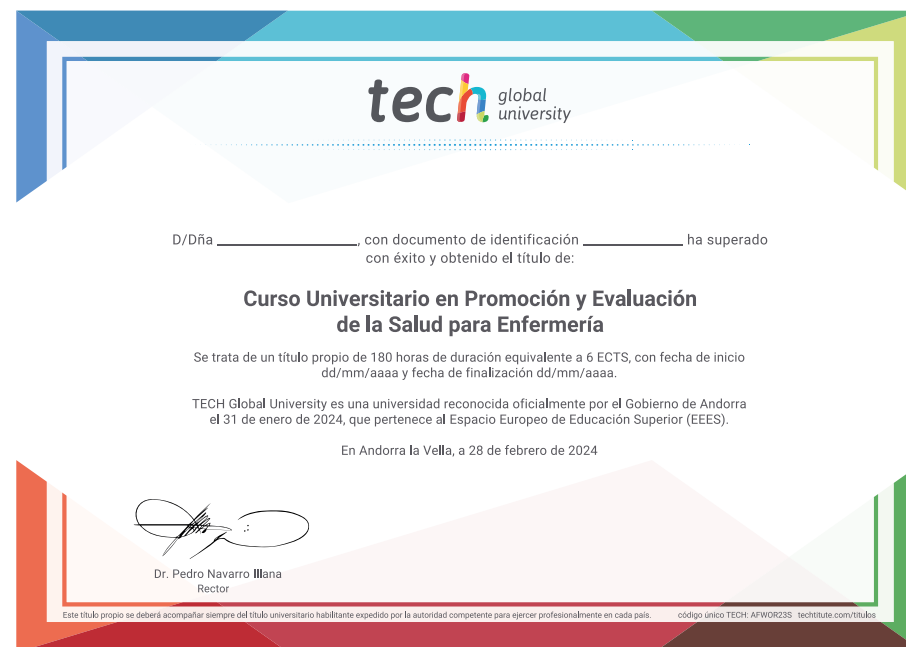 tech global university
D/Dña ____________, con documento de identificación ____________ ha superado
con éxito y obtenido el título de:
Curso Universitario en Promoción y Evaluación
de la Salud para Enfermería
Se trata de un título propio de 180 horas de duración equivalente a 6 ECTS, con fecha de inicio
dd/mm/aaaa y fecha de finalización dd/mm/aaaa.
TECH Global University es una universidad reconocida oficialmente por el Gobierno de Andorra
el 31 de enero de 2024, que pertenece al Espacio Europeo de Educación Superior (EEES).
En Andorra la Vella, a 28 de febrero de 2024
Dr. Pedro Navarro Illana
Rector
Este título propio se deberá acompañar siempre del título universitario habilitante expedido por la autoridad competente para ejercer profesionalmente en cada país. código único TECH: AFWOR23S techtitute.com/titulos